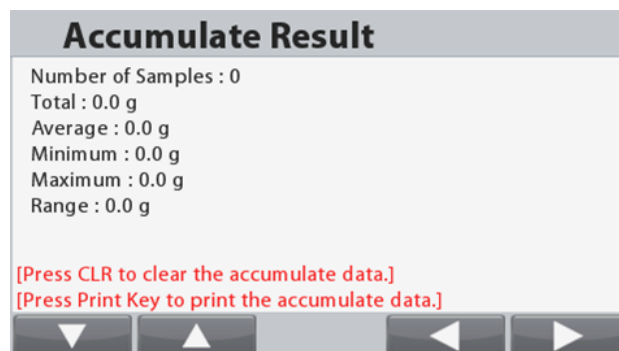 Accumulate Result
Number of Samples : 0
Total : 0.0 g
Average : 0.0 g
Minimum : 0.0 g
Maximum : 0.0 g
Range : 0.0 g
[Press CLR to clear the accumulate data.]
[Press Print Key to print the accumulate data.]